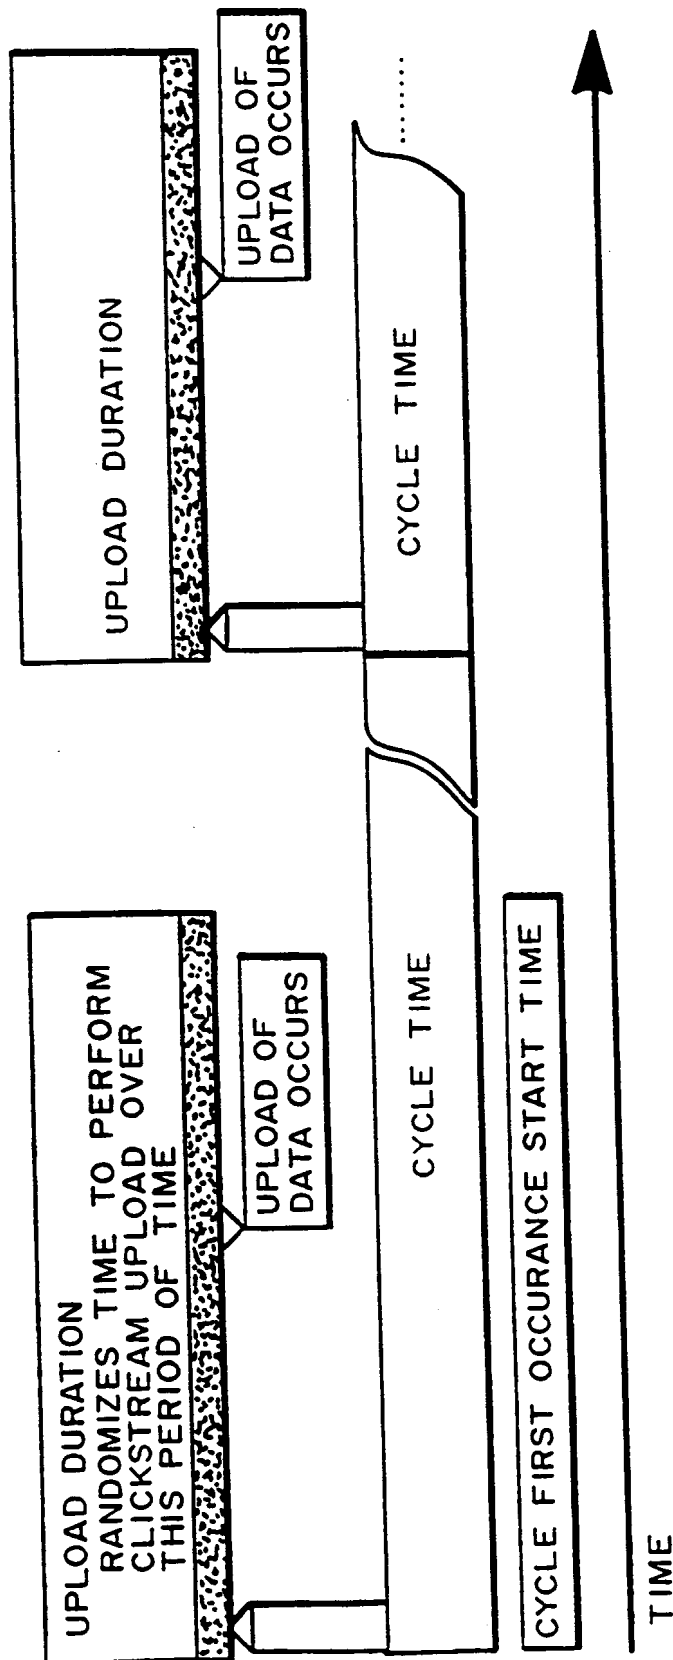 UPLOAD DURATION
RANDOMIZES TIME TO PERFORM
CLICKSTREAM UPLOAD OVER
THIS PERIOD OF TIME
UPLOAD OF
DATA OCCURS
UPLOAD DURATION
UPLOAD OF
DATA OCCURS
CYCLE TIME
CYCLE TIME
CYCLE FIRST OCCURANCE START TIME
TIME